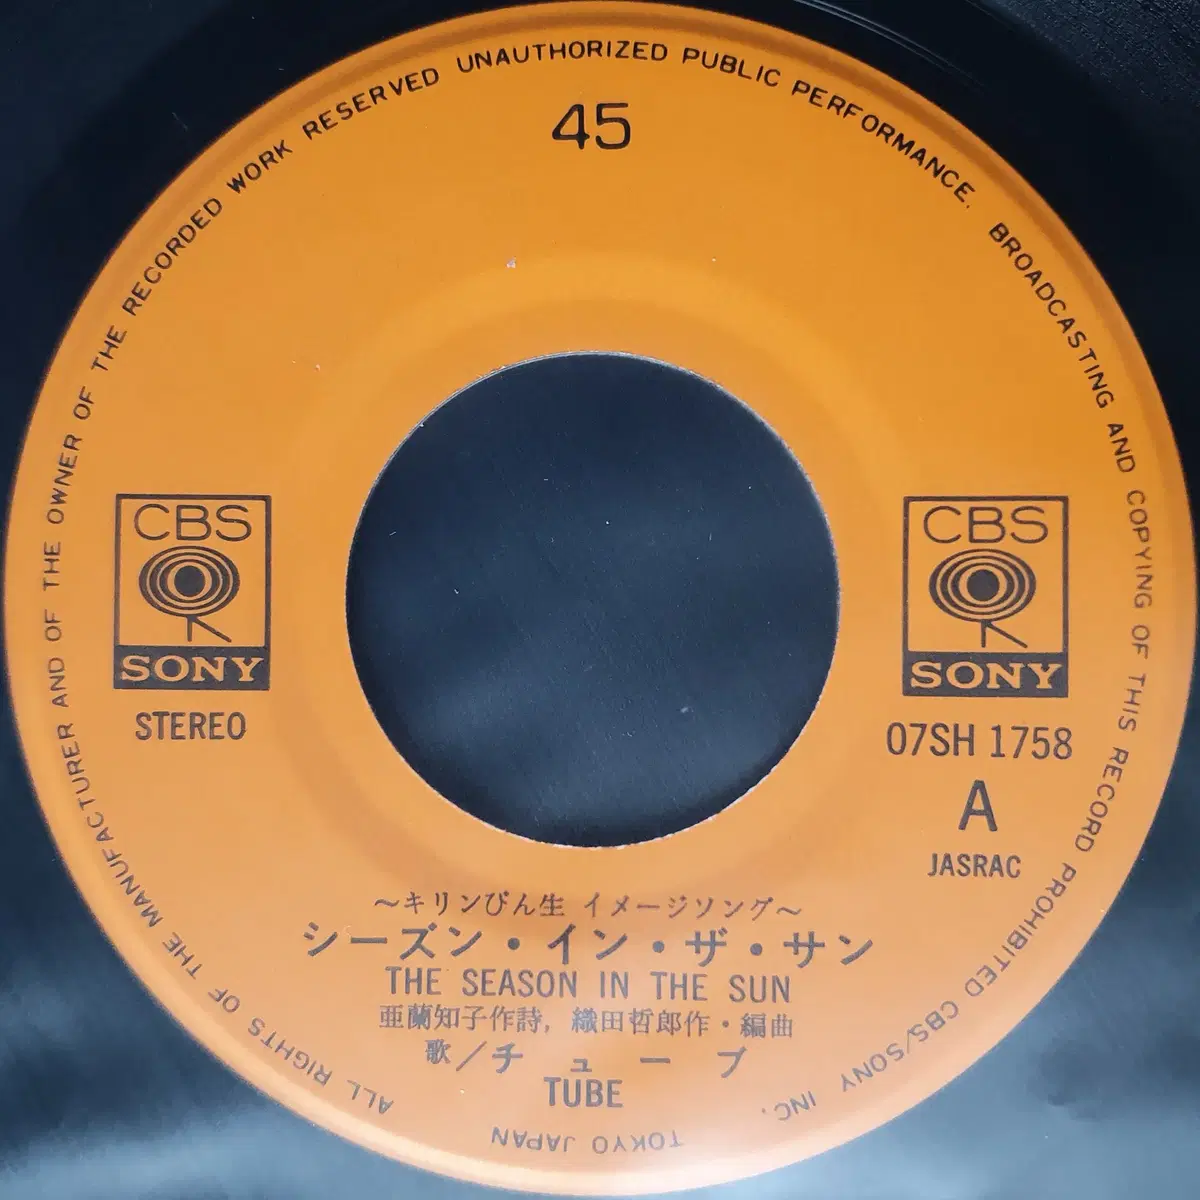 ALL RIGHTS OF THE MANUFACTURER AND OF THE OWNER OF THE RECORDED WORK RESERVED UNAUTHORIZED PUBLIC PERFORMANCE. BROADCASTING AND COPYING OF THIS RECORD PROHIBITED CBS/SONY INC.
TOKYO JAPAN
45
CBS
SONY
STEREO
CBS
SONY
07SH 1758
A
JASRAC
～キリンびん生 イメージソング～
シーズン・イン・ザ・サン
THE SEASON IN THE SUN
亜蘭知子作詩, 織田哲郎作・編曲
歌／チューブ
TUBE